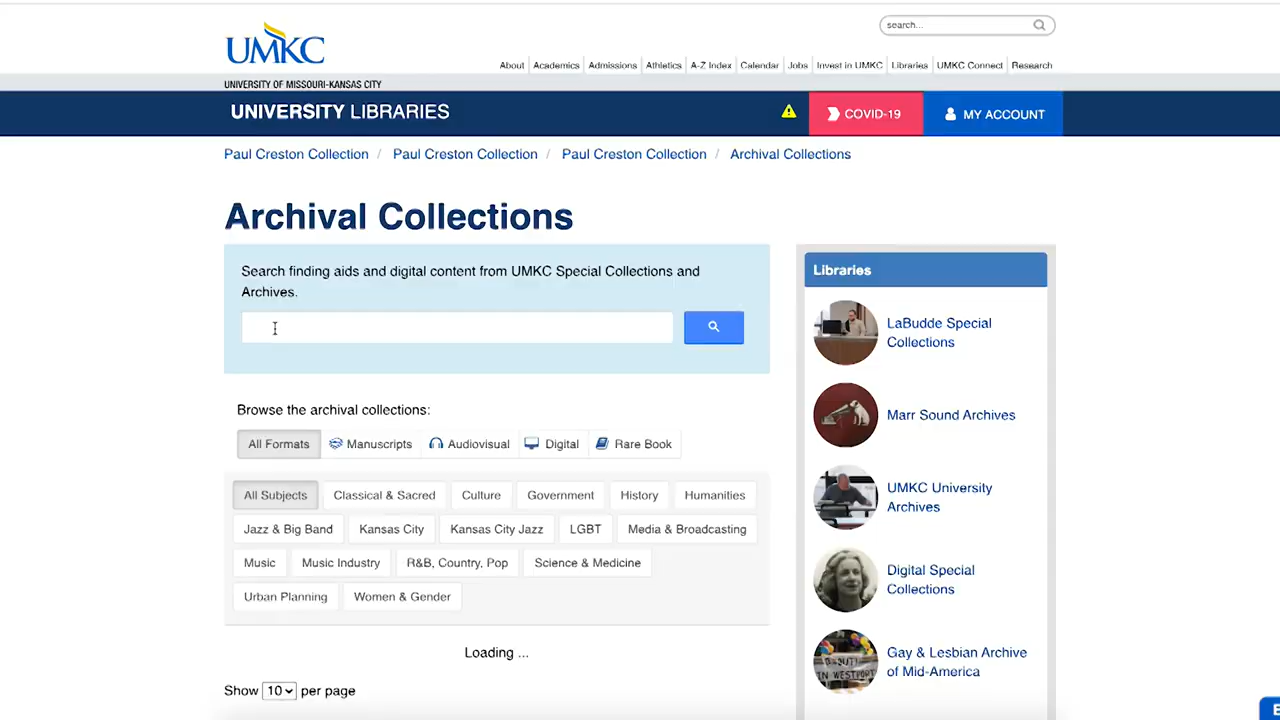 search...
UMKC
About Academics Admissions Athletics A-Z Index Calendar Jobs Invest in UMKC Libraries UMKC Connect Research
UNIVERSITY OF MISSOURI-KANSAS CITY
UNIVERSITY LIBRARIES
COVID-19
MY ACCOUNT
Paul Creston Collection / Paul Creston Collection / Paul Creston Collection / Archival Collections
Archival Collections
Search finding aids and digital content from UMKC Special Collections and
Archives.
Browse the archival collections:
All Formats Manuscripts Audiovisual Digital Rare Book
All Subjects Classical & Sacred Culture Government History Humanities
Jazz & Big Band Kansas City Kansas City Jazz LGBT Media & Broadcasting
Music Music Industry R&B, Country, Pop Science & Medicine
Urban Planning Women & Gender
Loading ...
Show 10 per page
Libraries
LaBudde Special
Collections
Marr Sound Archives
UMKC University
Archives
Digital Special
Collections
Gay & Lesbian Archive
of Mid-America
IN WESTPORT